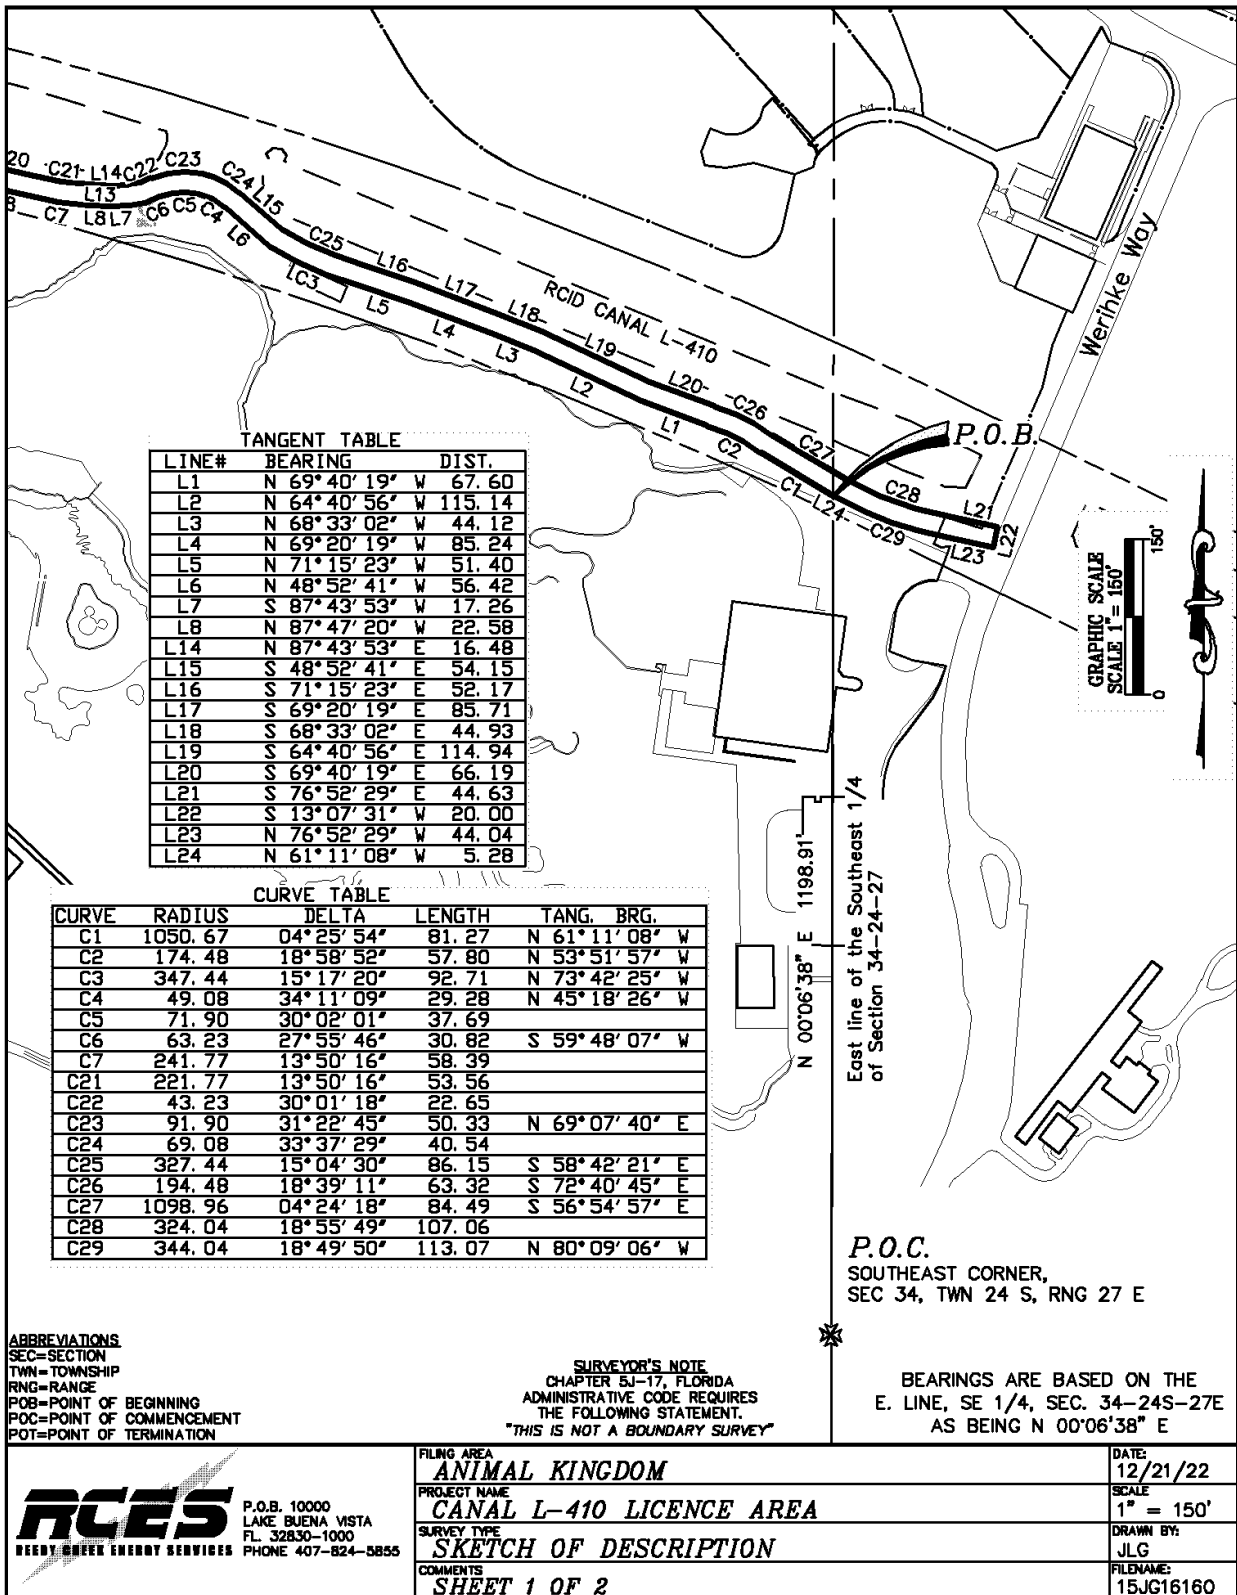 20
C21
L14
C22
C23
C24
L15
C25
L16
L17
L18
L19
L20
C26
C27
C28
L21
L22
L13
8
C7
L8
L7
C6
C5
C4
L6
C3
L5
L4
L3
L2
L1
C2
C1
L24
C29
L23
RCID CANAL L-410
Werihke Way
P.O.B.
GRAPHIC SCALE
SCALE 1"= 150'
0
150'
TANGENT TABLE
LINE# BEARING DIST.
L1 N 69°40'19" W 67.60
L2 N 64°40'56" W 115.14
L3 N 68°33'02" W 44.12
L4 N 69°20'19" W 85.24
L5 N 71°15'23" W 51.40
L6 N 48°52'41" W 56.42
L7 S 87°43'53" W 17.26
L8 N 87°47'20" W 22.58
L14 N 87°43'53" E 16.48
L15 S 48°52'41" E 54.15
L16 S 71°15'23" E 52.17
L17 S 69°20'19" E 85.71
L18 S 68°33'02" E 44.93
L19 S 64°40'56" E 114.94
L20 S 69°40'19" E 66.19
L21 S 76°52'29" E 44.63
L22 S 13°07'31" W 20.00
L23 N 76°52'29" W 44.04
L24 N 61°11'08" W 5.28
CURVE TABLE
CURVE RADIUS DELTA LENGTH TANG. BRG.
C1 1050.67 04°25'54" 81.27 N 61°11'08" W
C2 174.48 18°58'52" 57.80 N 53°51'57" W
C3 347.44 15°17'20" 92.71 N 73°42'25" W
C4 49.08 34°11'09" 29.28 N 45°18'26" W
C5 71.90 30°02'01" 37.69
C6 63.23 27°55'46" 30.82 S 59°48'07" W
C7 241.77 13°50'16" 58.39
C21 221.77 13°50'16" 53.56
C22 43.23 30°01'18" 22.65
C23 91.90 31°22'45" 50.33 N 69°07'40" E
C24 69.08 33°37'29" 40.54
C25 327.44 15°04'30" 86.15 S 58°42'21" E
C26 194.48 18°39'11" 63.32 S 72°40'45" E
C27 1098.96 04°24'18" 84.49 S 56°54'57" E
C28 324.04 18°55'49" 107.06
C29 344.04 18°49'50" 113.07 N 80°09'06" W
N 00°06'38" E 1198.91'
East line of the Southeast 1/4
of Section 34-24-27
P.O.C.
SOUTHEAST CORNER,
SEC 34, TWN 24 S, RNG 27 E
ABBREVIATIONS
SEC=SECTION
TWN=TOWNSHIP
RNG=RANGE
POB=POINT OF BEGINNING
POC=POINT OF COMMENCEMENT
POT=POINT OF TERMINATION
SURVEYOR'S NOTE
CHAPTER 5J-17, FLORIDA
ADMINISTRATIVE CODE REQUIRES
THE FOLLOWING STATEMENT.
"THIS IS NOT A BOUNDARY SURVEY"
BEARINGS ARE BASED ON THE
E. LINE, SE 1/4, SEC. 34-24S-27E
AS BEING N 00°06'38" E
RCES
REEDY CREEK ENERGY SERVICES
P.O.B. 10000
LAKE BUENA VISTA
FL. 32830-1000
PHONE 407-824-5855
FILING AREA
ANIMAL KINGDOM
PROJECT NAME
CANAL L-410 LICENCE AREA
SURVEY TYPE
SKETCH OF DESCRIPTION
COMMENTS
SHEET 1 OF 2
DATE:
12/21/22
SCALE
1" = 150'
DRAWN BY:
JLG
FILENAME:
15JG1616O